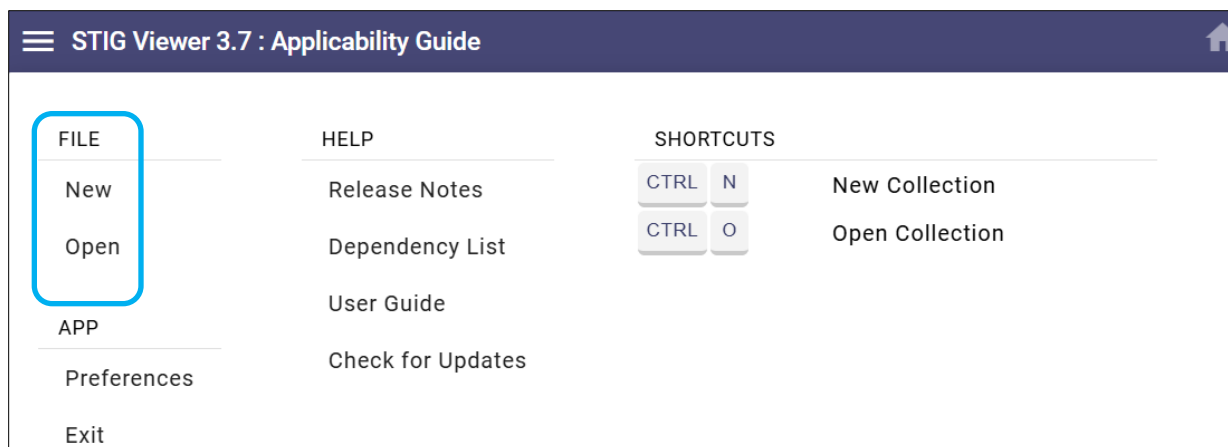 STIG Viewer 3.7 : Applicability Guide
FILE
New
Open
APP
Preferences
Exit
HELP
Release Notes
Dependency List
User Guide
Check for Updates
SHORTCUTS
CTRL N New Collection
CTRL O Open Collection